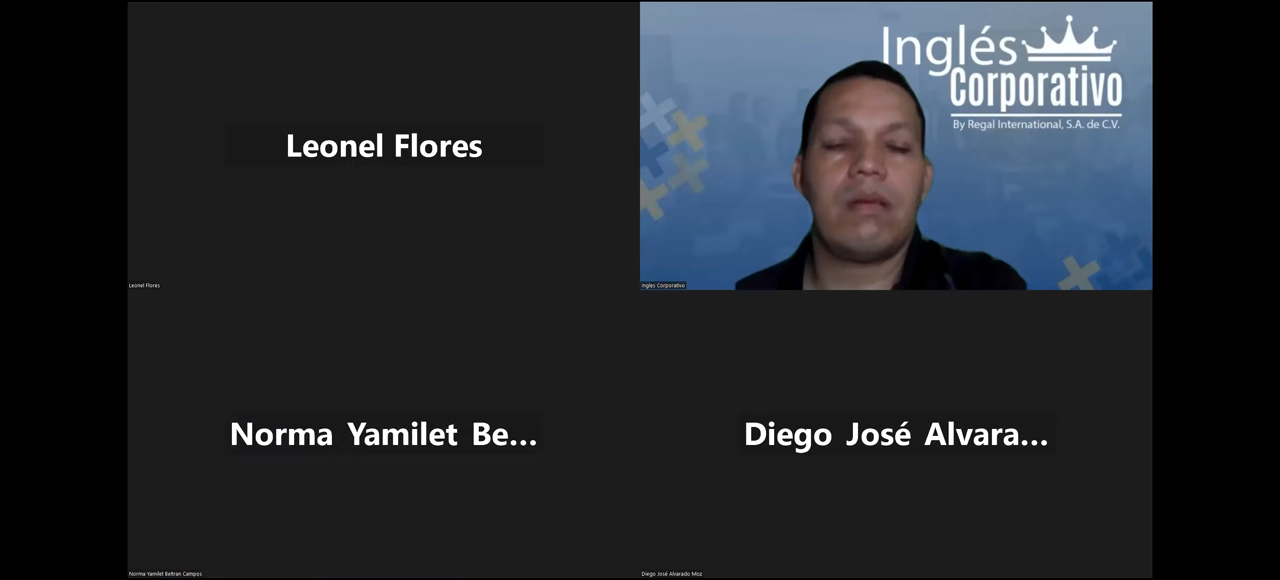 Leonel Flores
Leonel Flores
Inglés
Corporativo
By Regal International, S.A. de C.V.
Inglés Corporativo
Norma Yamilet Be...
Norma Yamilet Beltran Campos
Diego José Alvara...
Diego José Alvarado Moz